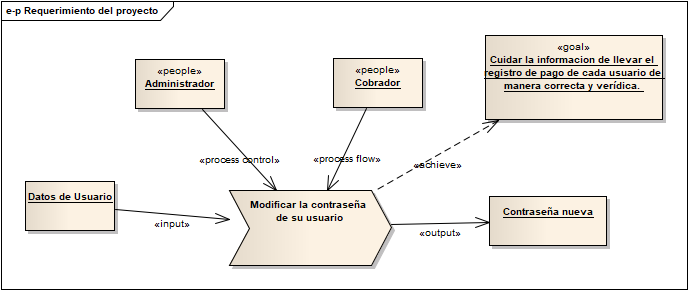 e-p Requerimiento del proyecto
«people»
Administrador
«people»
Cobrador
«goal»
Cuidar la informacion de llevar el
registro de pago de cada usuario de
manera correcta y verídica.
«process control»
«process flow»
«achieve»
Datos de Usuario
«input»
Modificar la contraseña
de su usuario
«output»
Contraseña nueva